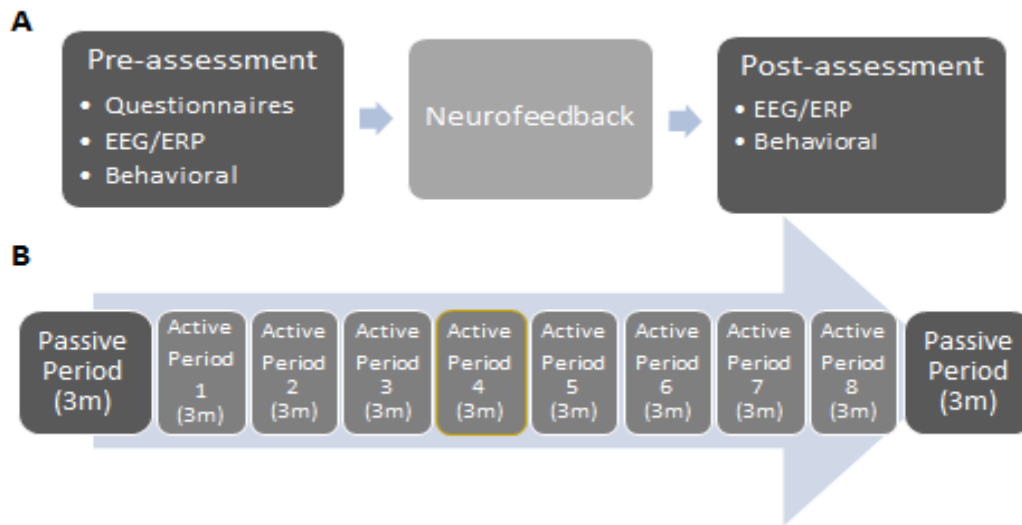 A
Pre-assessment
• Questionnaires
• EEG/ERP
• Behavioral
Neurofeedback
Post-assessment
• EEG/ERP
• Behavioral
B
Passive
Period
(3m)
Active
Period
1
(3m)
Active
Period
2
(3m)
Active
Period
3
(3m)
Active
Period
4
(3m)
Active
Period
5
(3m)
Active
Period
6
(3m)
Active
Period
7
(3m)
Active
Period
8
(3m)
Passive
Period
(3m)